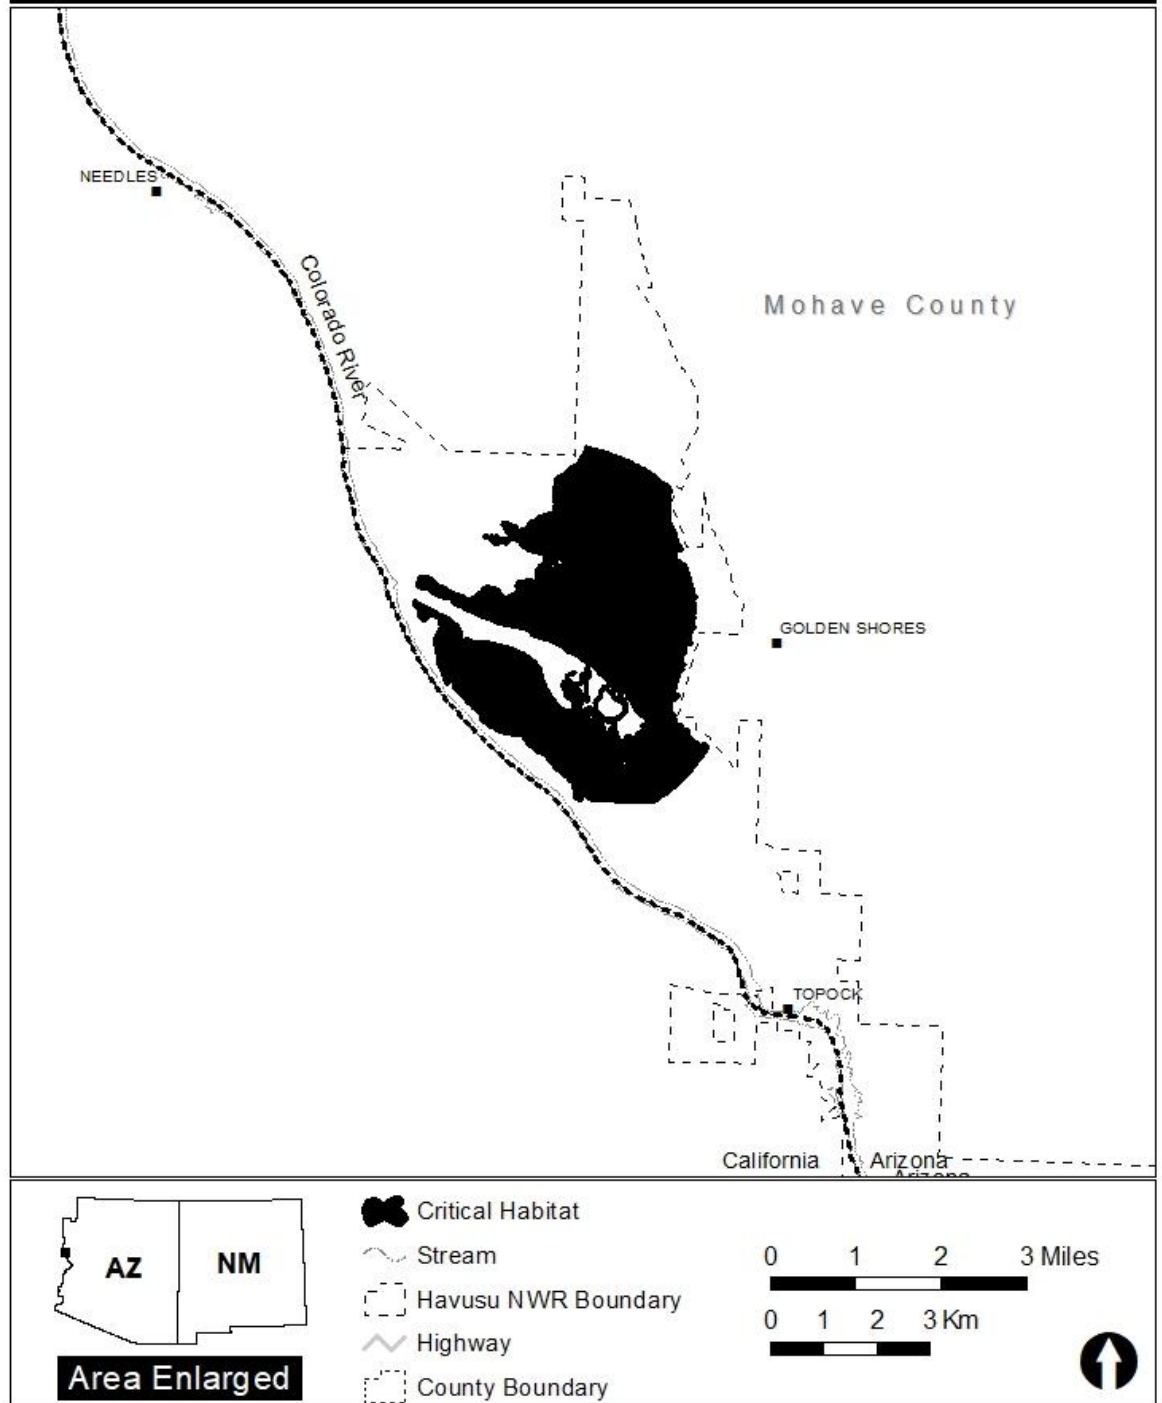 NEEDLES
Colorado River
Mohave County
GOLDEN SHORES
TOPOCK
California
Arizona
Arizona
AZ
NM
Area Enlarged
Critical Habitat
Stream
Havusu NWR Boundary
Highway
County Boundary
0 1 2 3 Miles
0 1 2 3 Km